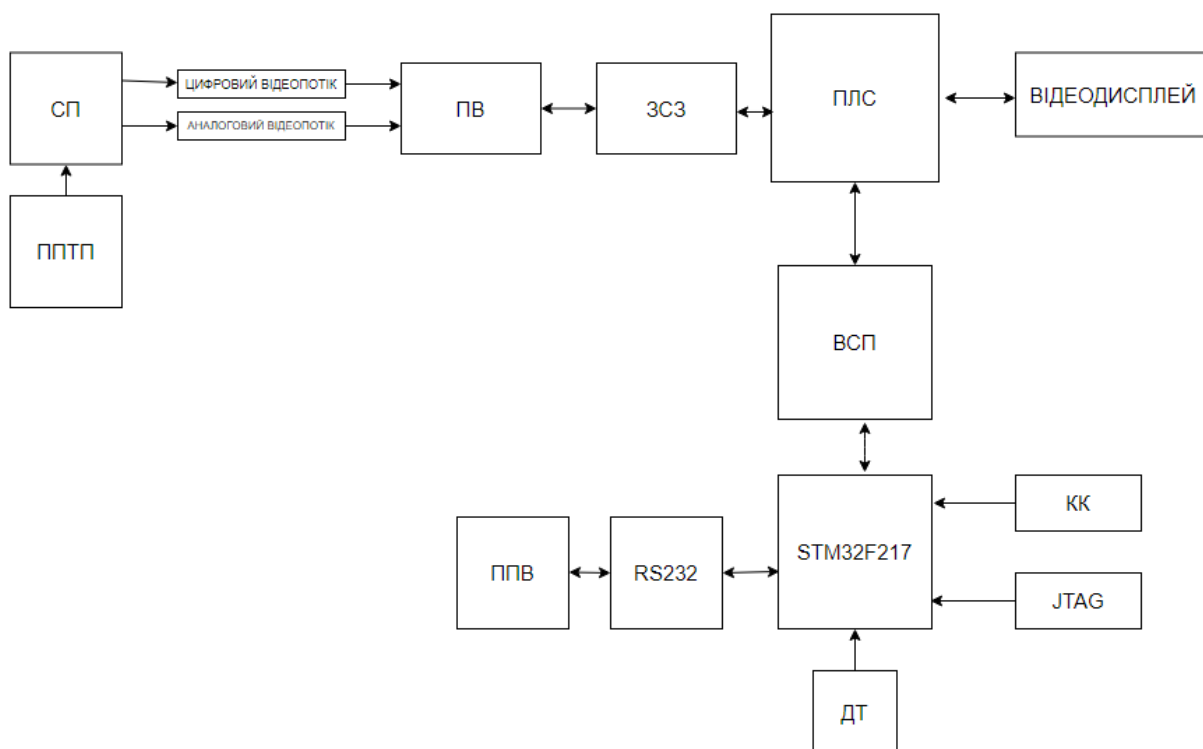 СП
ЦИФРОВИЙ ВІДЕОПОТІК
АНАЛОГОВИЙ ВІДЕОПОТІК
ПВ
ЗСЗ
ПЛС
ВІДЕОДИСПЛЕЙ
ППТП
ВСП
STM32F217
КК
JTAG
ППВ
RS232
ДТ